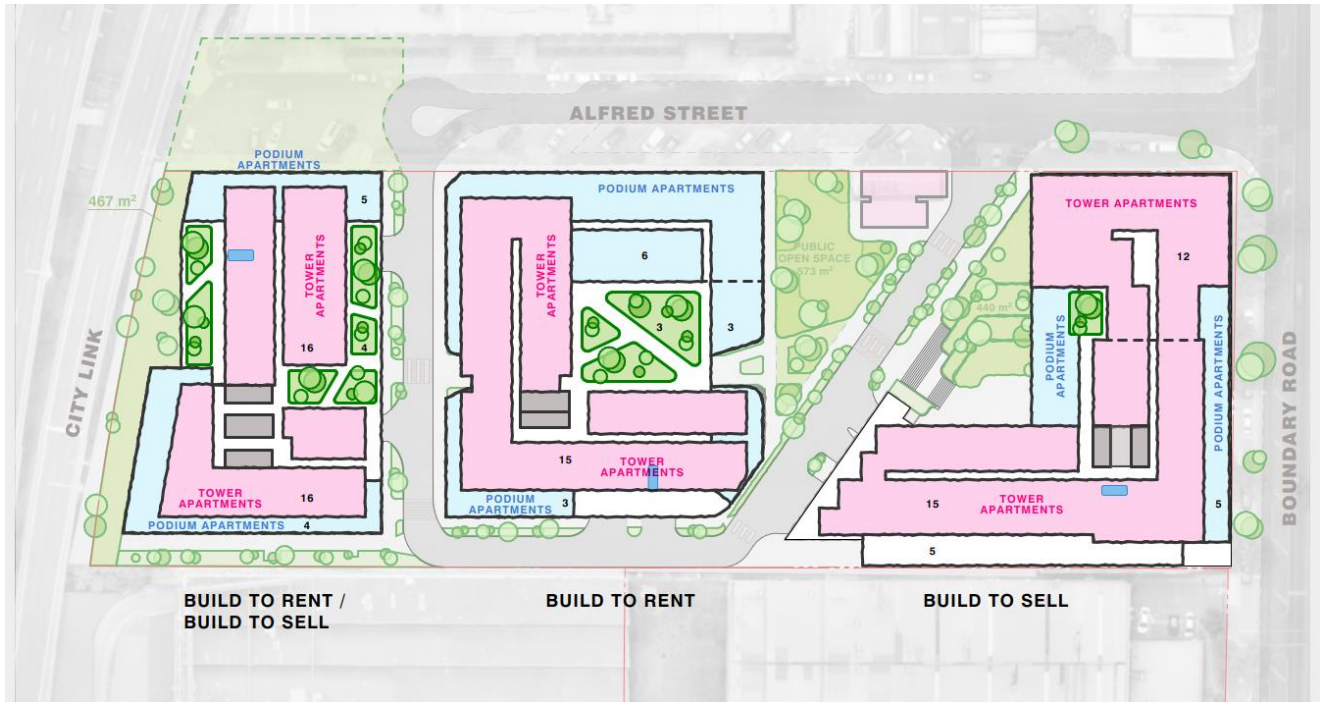 ALFRED STREET
PODIUM
APARTMENTS
5
467 m²
TOWER
APARTMENTS
16
4
CITY LINK
TOWER
APARTMENTS
16
PODIUM APARTMENTS
4
PODIUM APARTMENTS
6
TOWER
APARTMENTS
3
3
15
TOWER
APARTMENTS
PODIUM
APARTMENTS
3
PUBLIC
OPEN SPACE
573 m²
440 m²
TOWER APARTMENTS
12
PODIUM
APARTMENTS
PODIUM APARTMENTS
15
TOWER
APARTMENTS
5
5
BOUNDARY ROAD
BUILD TO RENT /
BUILD TO SELL
BUILD TO RENT
BUILD TO SELL